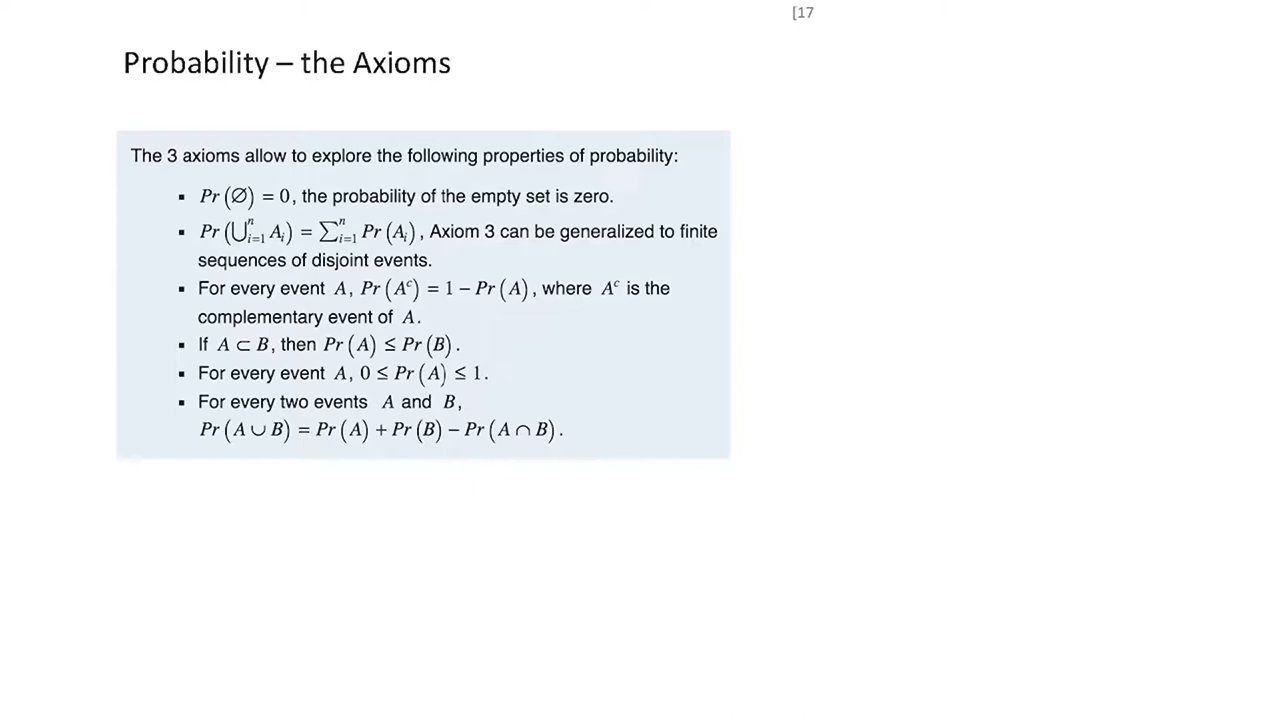 [17
Probability – the Axioms
The 3 axioms allow to explore the following properties of probability:
▪ Pr(∅) = 0, the probability of the empty set is zero.
▪ Pr(⋃ⁿᵢ₌₁ Aᵢ) = ∑ⁿᵢ₌₁ Pr(Aᵢ), Axiom 3 can be generalized to finite
sequences of disjoint events.
▪ For every event A, Pr(Aᶜ) = 1 − Pr(A), where Aᶜ is the
complementary event of A.
▪ If A ⊂ B, then Pr(A) ≤ Pr(B).
▪ For every event A, 0 ≤ Pr(A) ≤ 1.
▪ For every two events A and B,
Pr(A ∪ B) = Pr(A) + Pr(B) − Pr(A ∩ B).